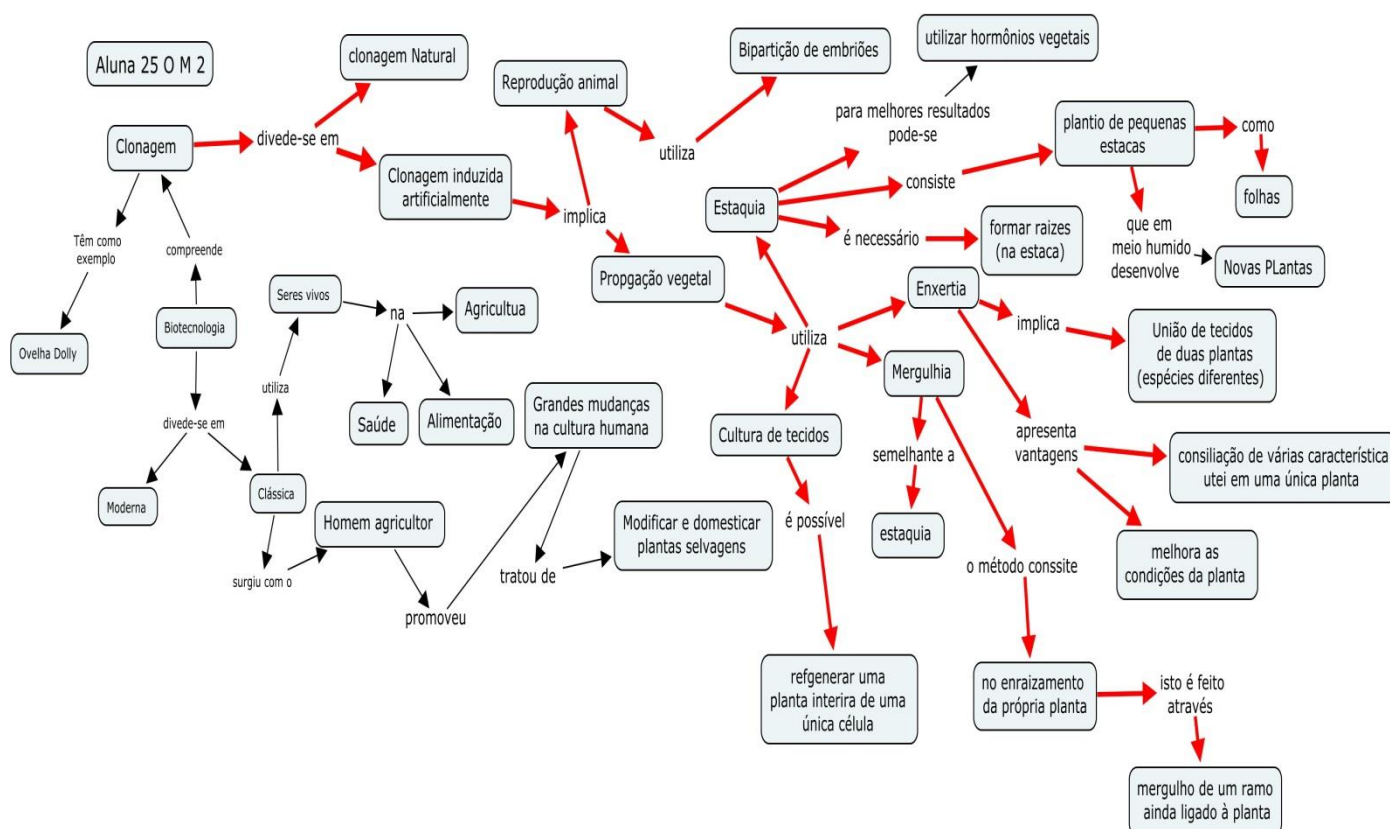 Aluna 25 O M 2
clonagem Natural
Bipartição de embriões
utilizar hormônios vegetais
Reprodução animal
Clonagem
divede-se em
utiliza
para melhores resultados
pode-se
plantio de pequenas
estacas
como
Clonagem induzida
artificialmente
implica
Estaquia
consiste
folhas
Têm como
exemplo
compreende
é necessário
formar raizes
(na estaca)
que em
meio humido
desenvolve
Novas PLantas
Propgação vegetal
Enxertia
Seres vivos
na
Agricultua
implica
União de tecidos
de duas plantas
(espécies diferentes)
Ovelha Dolly
Biotecnologia
utiliza
utiliza
Mergulhia
Saúde
Alimentação
Grandes mudanças
na cultura humana
Cultura de tecidos
divede-se em
semelhante a
apresenta
vantagens
consiliação de várias característica
utei em uma única planta
Moderna
Clássica
Homem agricultor
Modificar e domesticar
plantas selvagens
é possível
estaquia
melhora as
condições da planta
surgiu com o
tratou de
o método conssite
promoveu
refgenerar uma
planta interira de uma
única célula
no enraizamento
da própria planta
isto é feito
através
mergulho de um ramo
ainda ligado à planta